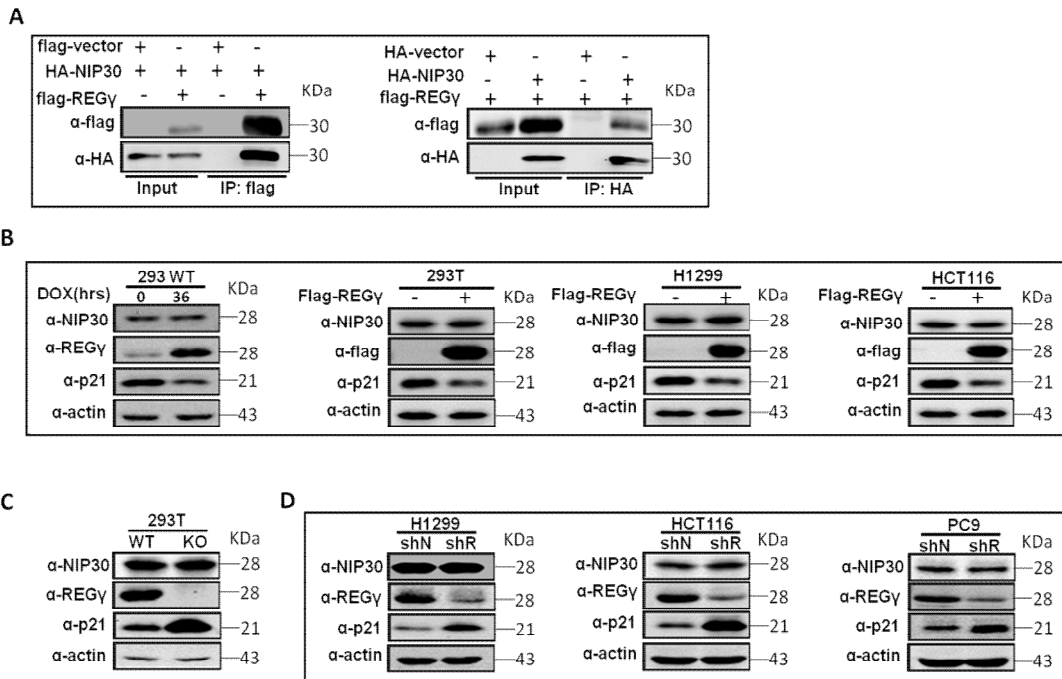 A
flag-vector + - + -
HA-NIP30 + + + +
flag-REGγ - + - + KDa
α-flag 30
α-HA 30
Input IP: flag
HA-vector + - + -
HA-NIP30 - + - +
flag-REGγ + + + + KDa
α-flag 30
α-HA 30
Input IP: HA
B
293 WT
DOX(hrs) 0 36 KDa
α-NIP30 28
α-REGγ 28
α-p21 21
α-actin 43
293T
Flag-REGγ - + KDa
α-NIP30 28
α-flag 28
α-p21 21
α-actin 43
H1299
Flag-REGγ - + KDa
α-NIP30 28
α-flag 28
α-p21 21
α-actin 43
HCT116
Flag-REGγ - + KDa
α-NIP30 28
α-flag 28
α-p21 21
α-actin 43
C
293T
WT KO KDa
α-NIP30 28
α-REGγ 28
α-p21 21
α-actin 43
D
H1299
shN shR KDa
α-NIP30 28
α-REGγ 28
α-p21 21
α-actin 43
HCT116
shN shR KDa
α-NIP30 28
α-REGγ 28
α-p21 21
α-actin 43
PC9
shN shR KDa
α-NIP30 28
α-REGγ 28
α-p21 21
α-actin 43